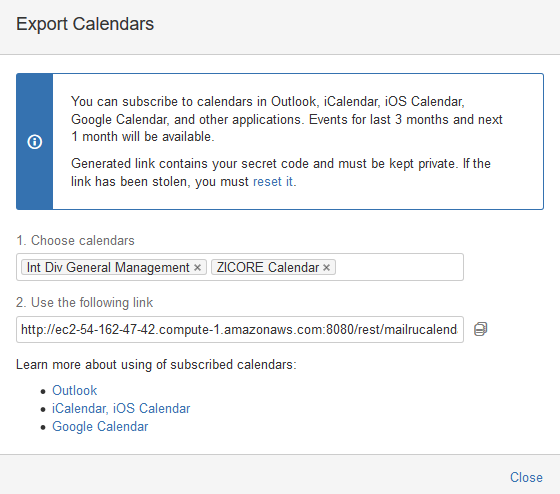 Export Calendars
You can subscribe to calendars in Outlook, iCalendar, iOS Calendar,
Google Calendar, and other applications. Events for last 3 months and next
1 month will be available.
Generated link contains your secret code and must be kept private. If the
link has been stolen, you must reset it.
1. Choose calendars
Int Div General Management × ZICORE Calendar ×
2. Use the following link
http://ec2-54-162-47-42.compute-1.amazonaws.com:8080/rest/mailrucalend
Learn more about using of subscribed calendars:
• Outlook
• iCalendar, iOS Calendar
• Google Calendar
Close